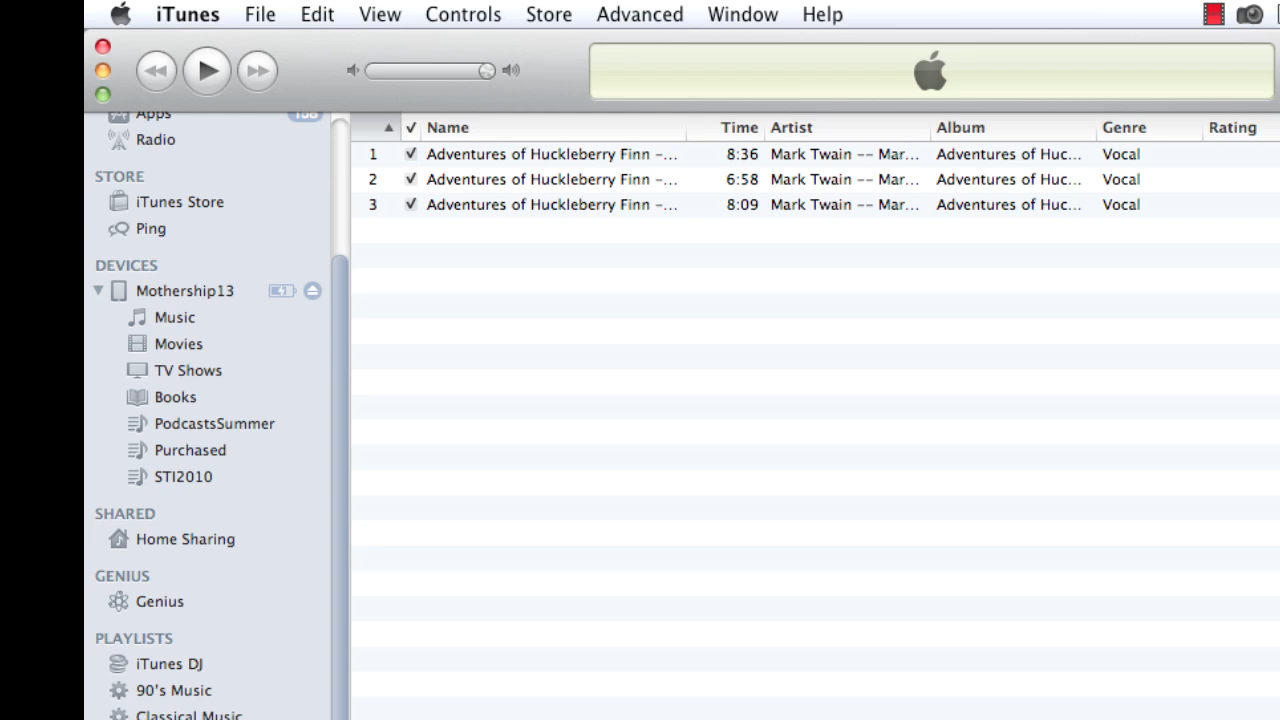 iTunes File Edit View Controls Store Advanced Window Help
Apps
Radio
STORE
iTunes Store
Ping
DEVICES
Mothership13
Music
Movies
TV Shows
Books
PodcastsSummer
Purchased
STI2010
SHARED
Home Sharing
GENIUS
Genius
PLAYLISTS
iTunes DJ
90's Music
Classical Music
Name Time Artist Album Genre Rating
1 Adventures of Huckleberry Finn –... 8:36 Mark Twain -- Mar... Adventures of Huc... Vocal
2 Adventures of Huckleberry Finn –... 6:58 Mark Twain -- Mar... Adventures of Huc... Vocal
3 Adventures of Huckleberry Finn –... 8:09 Mark Twain -- Mar... Adventures of Huc... Vocal